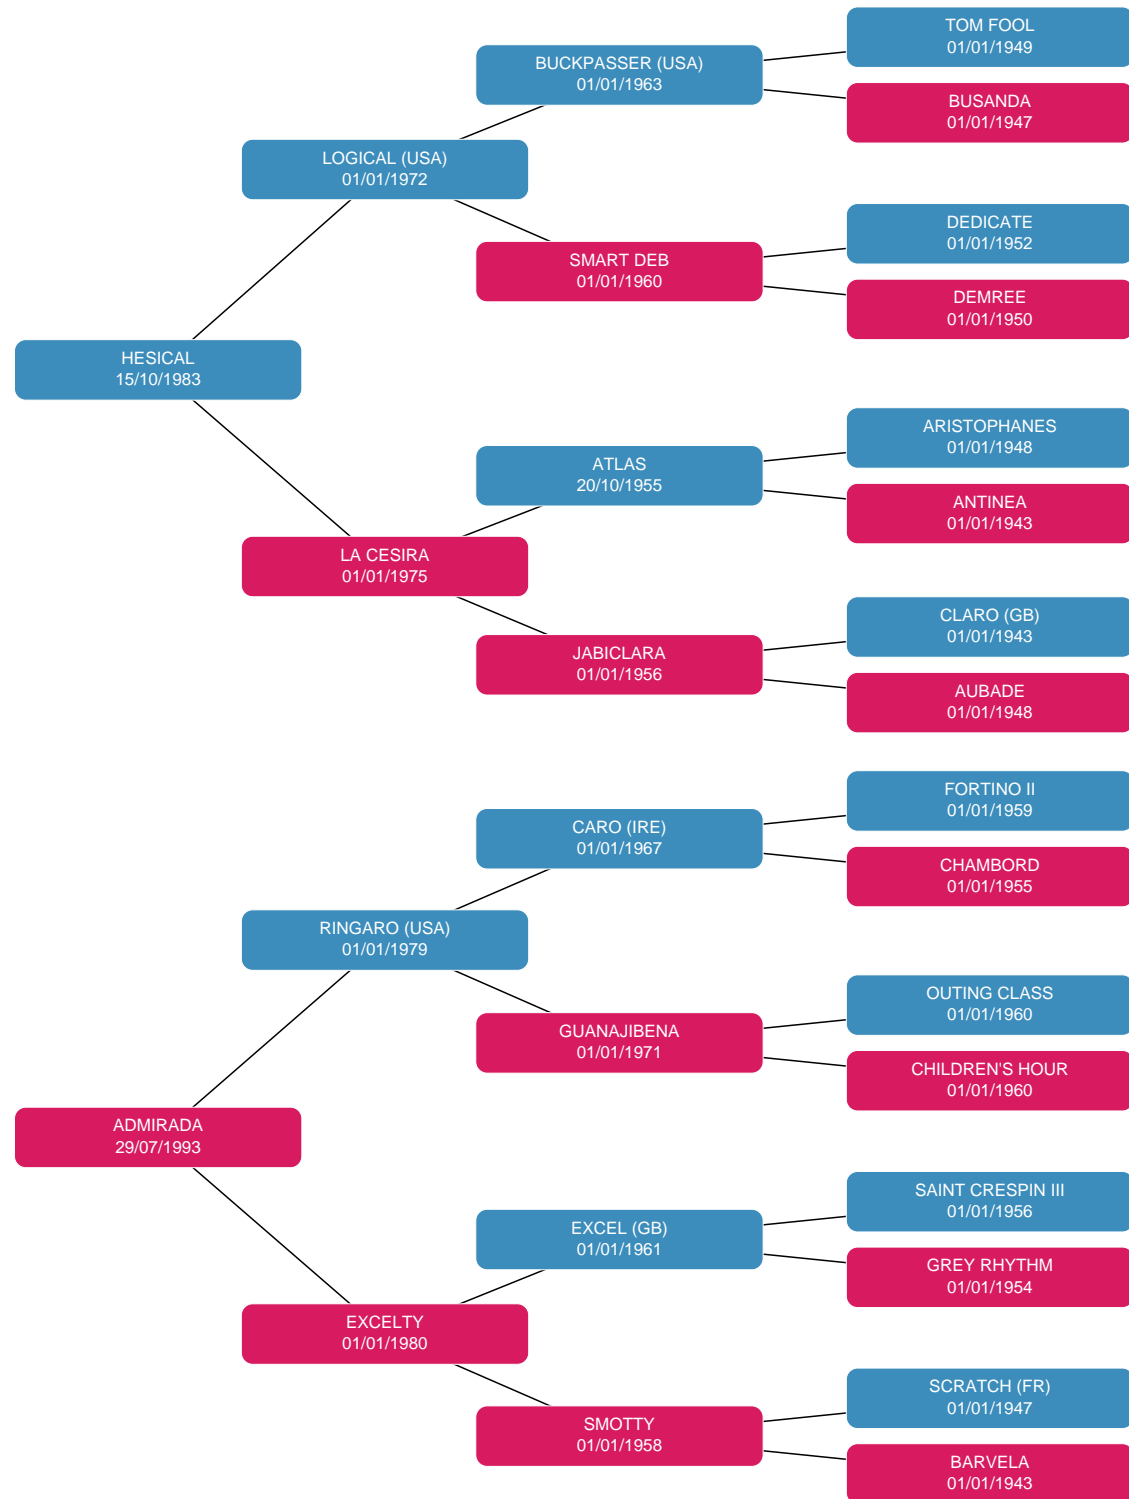 TOM FOOL
01/01/1949
BUCKPASSER (USA)
01/01/1963
BUSANDA
01/01/1947
LOGICAL (USA)
01/01/1972
DEDICATE
01/01/1952
SMART DEB
01/01/1960
DEMREE
01/01/1950
HESICAL
15/10/1983
ARISTOPHANES
01/01/1948
ATLAS
20/10/1955
ANTINEA
01/01/1943
LA CESIRA
01/01/1975
CLARO (GB)
01/01/1943
JABICLARA
01/01/1956
AUBADE
01/01/1948
FORTINO II
01/01/1959
CARO (IRE)
01/01/1967
CHAMBORD
01/01/1955
RINGARO (USA)
01/01/1979
OUTING CLASS
01/01/1960
GUANAJIBENA
01/01/1971
CHILDREN'S HOUR
01/01/1960
ADMIRADA
29/07/1993
SAINT CRESPIN III
01/01/1956
EXCEL (GB)
01/01/1961
GREY RHYTHM
01/01/1954
EXCELTY
01/01/1980
SCRATCH (FR)
01/01/1947
SMOTTY
01/01/1958
BARVELA
01/01/1943